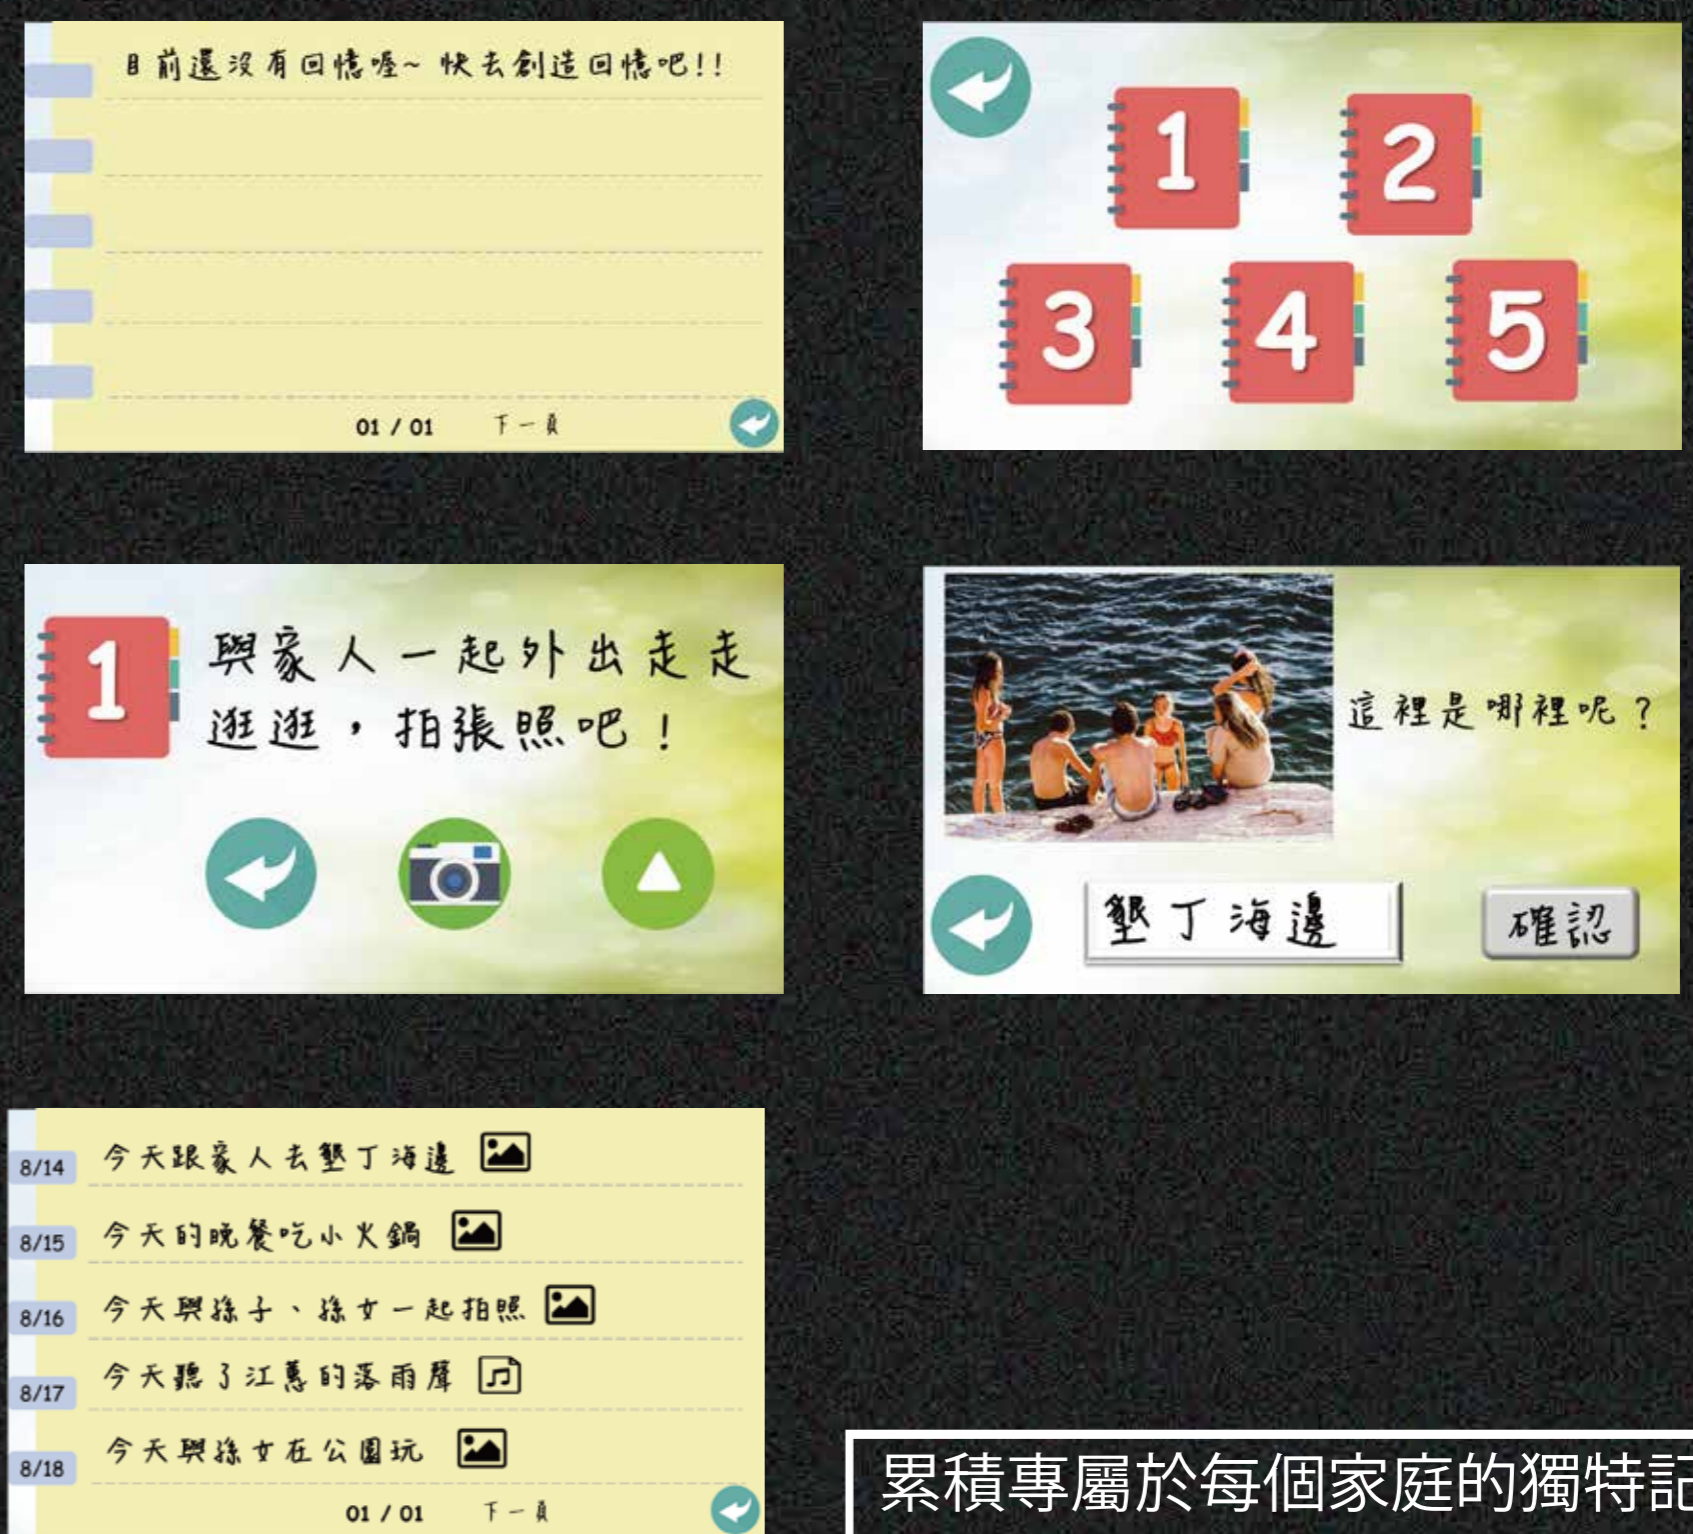 目前還沒有回憶喔~ 快去創造回憶吧!!
01 / 01 下一頁
1 2
3 4 5
1
與家人一起外出走走
逛逛，拍張照吧！
這裡是哪裡呢？
墾丁海邊
確認
8/14 今天跟家人去墾丁海邊
8/15 今天的晚餐吃小火鍋
8/16 今天與孫子、孫女一起拍照
8/17 今天聽了江蕙的落雨聲
8/18 今天與孫女在公園玩
01 / 01 下一頁
累積專屬於每個家庭的獨特記